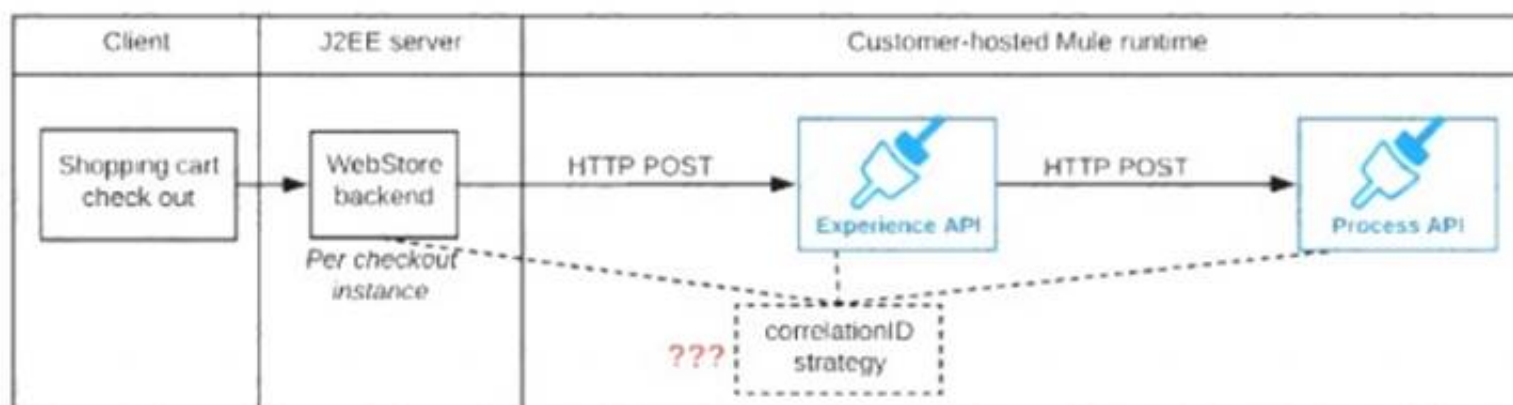 Client
J2EE server
Customer-hosted Mule runtime
Shopping cart
check out
WebStore
backend
HTTP POST
Experience API
HTTP POST
Process API
Per checkout
instance
???
correlationID
strategy